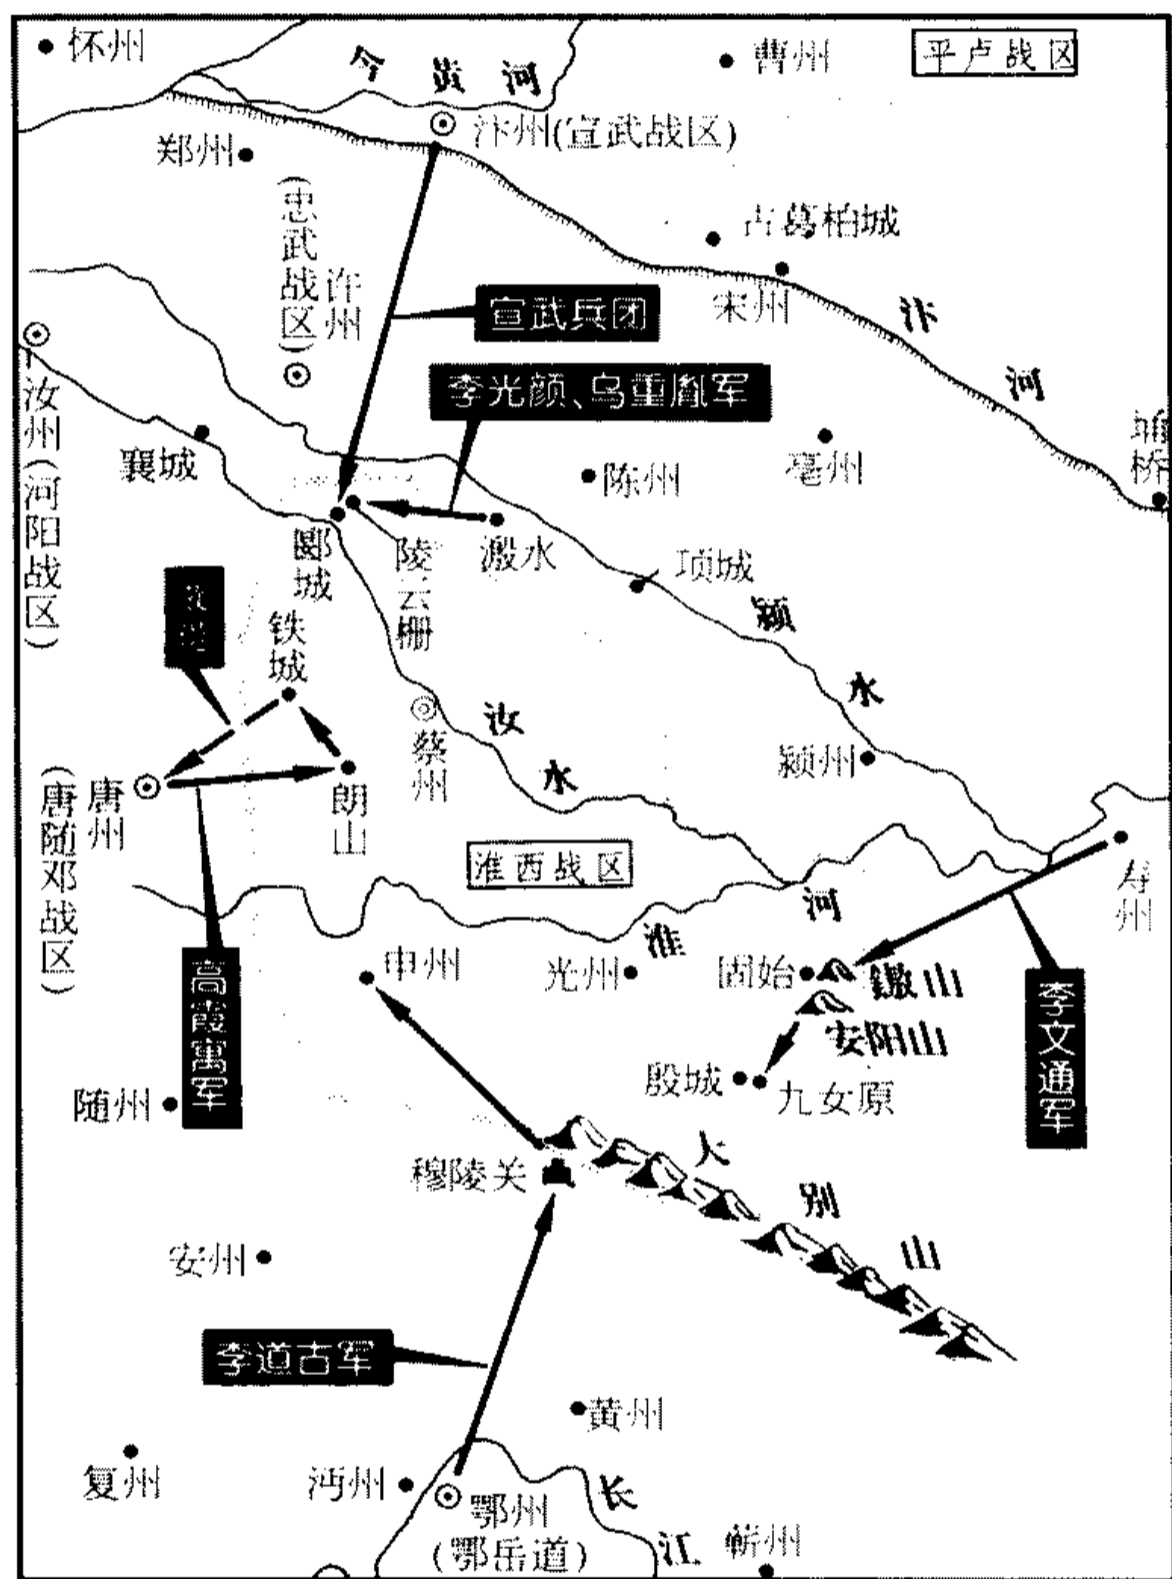 怀州
今黄河
曹州
平卢战区
汴州(宣武战区)
郑州
(忠武战区)
许州
古葛柏城
宋州
汴河
宣武兵团
李光颜、乌重胤军
汝州(河阳战区)
襄城
陈州
亳州
埇桥
郾城
陵云栅
溵水
项城
颍水
铁城
汝水
蔡州
颍州
唐州
(唐随邓战区)
朗山
淮西战区
寿州
淮河
申州
光州
固始
鏾山
安阳山
高霞寓军
李文通军
殷城
九女原
随州
穆陵关
大别山
安州
李道古军
黄州
复州
沔州
鄂州
(鄂岳道)
长江
蕲州